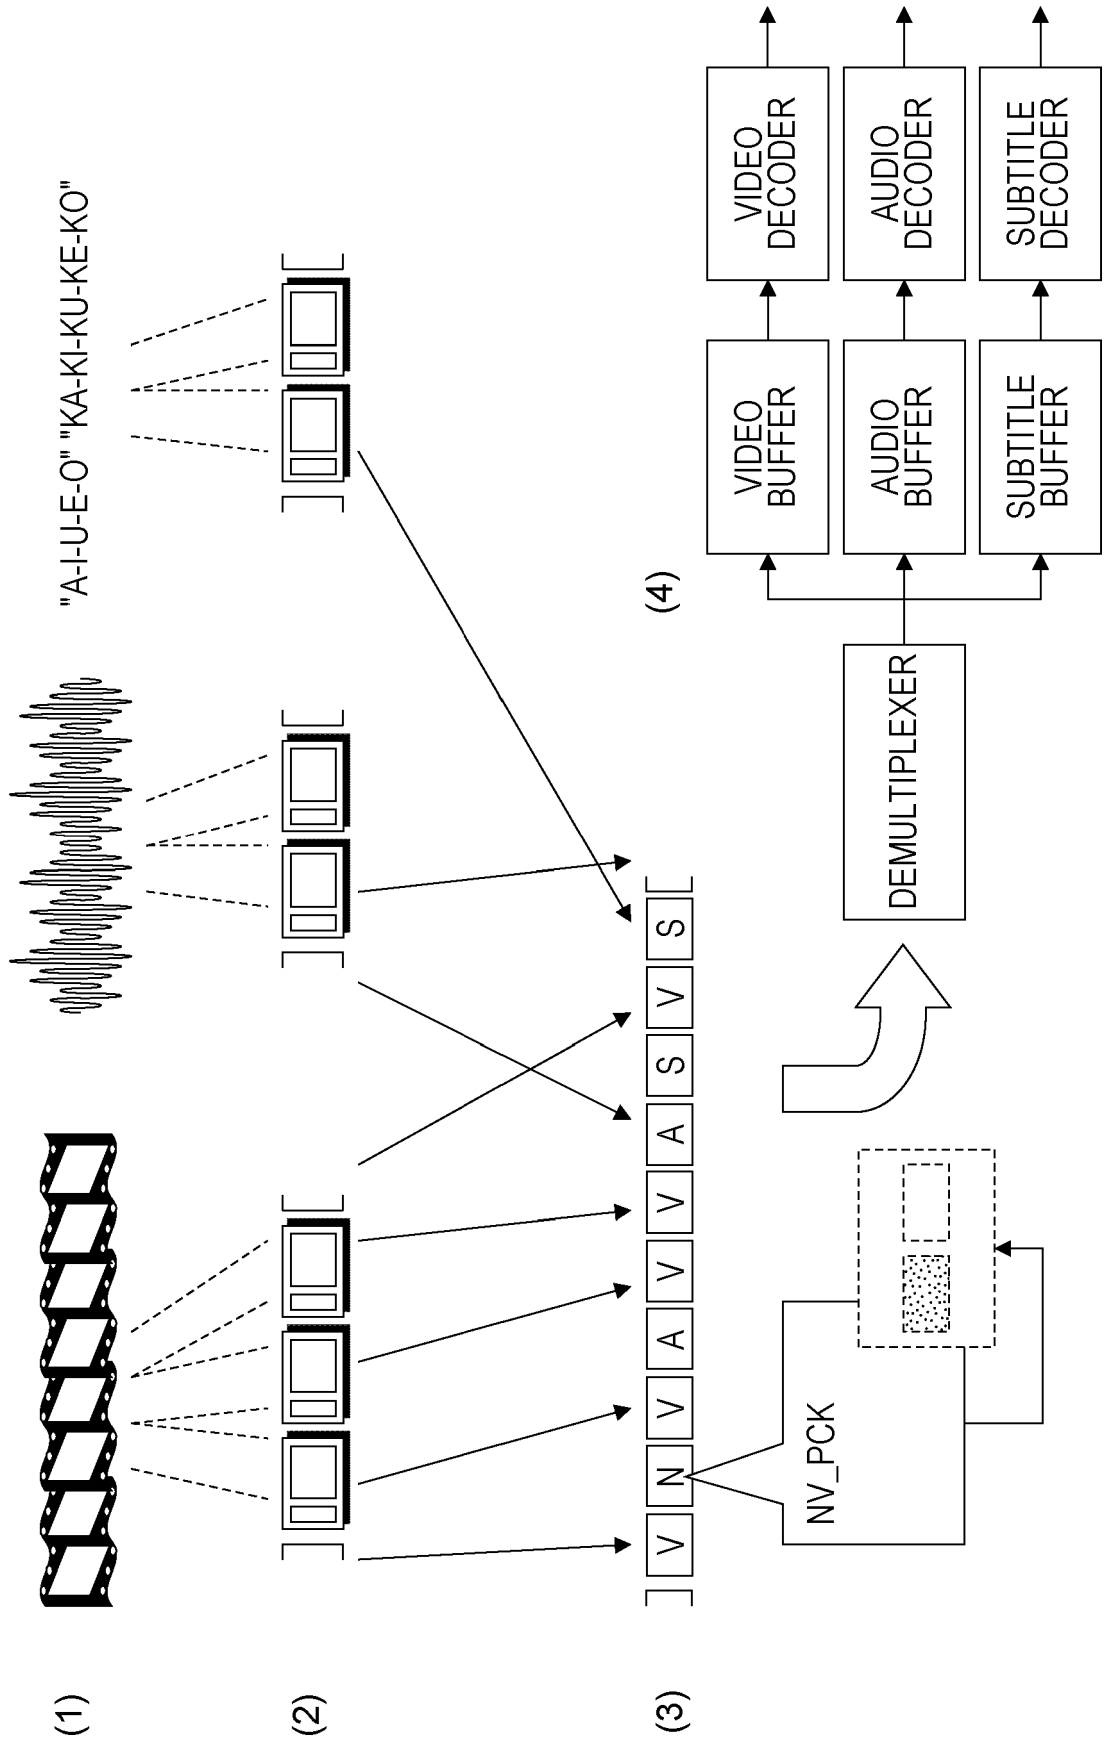 (1)
"A-I-U-E-O" "KA-KI-KU-KE-KO"
(2)
(3)
V N V A V V A S V S
NV_PCK
(4)
DEMULTIPLEXER
VIDEO
BUFFER
VIDEO
DECODER
AUDIO
BUFFER
AUDIO
DECODER
SUBTITLE
BUFFER
SUBTITLE
DECODER